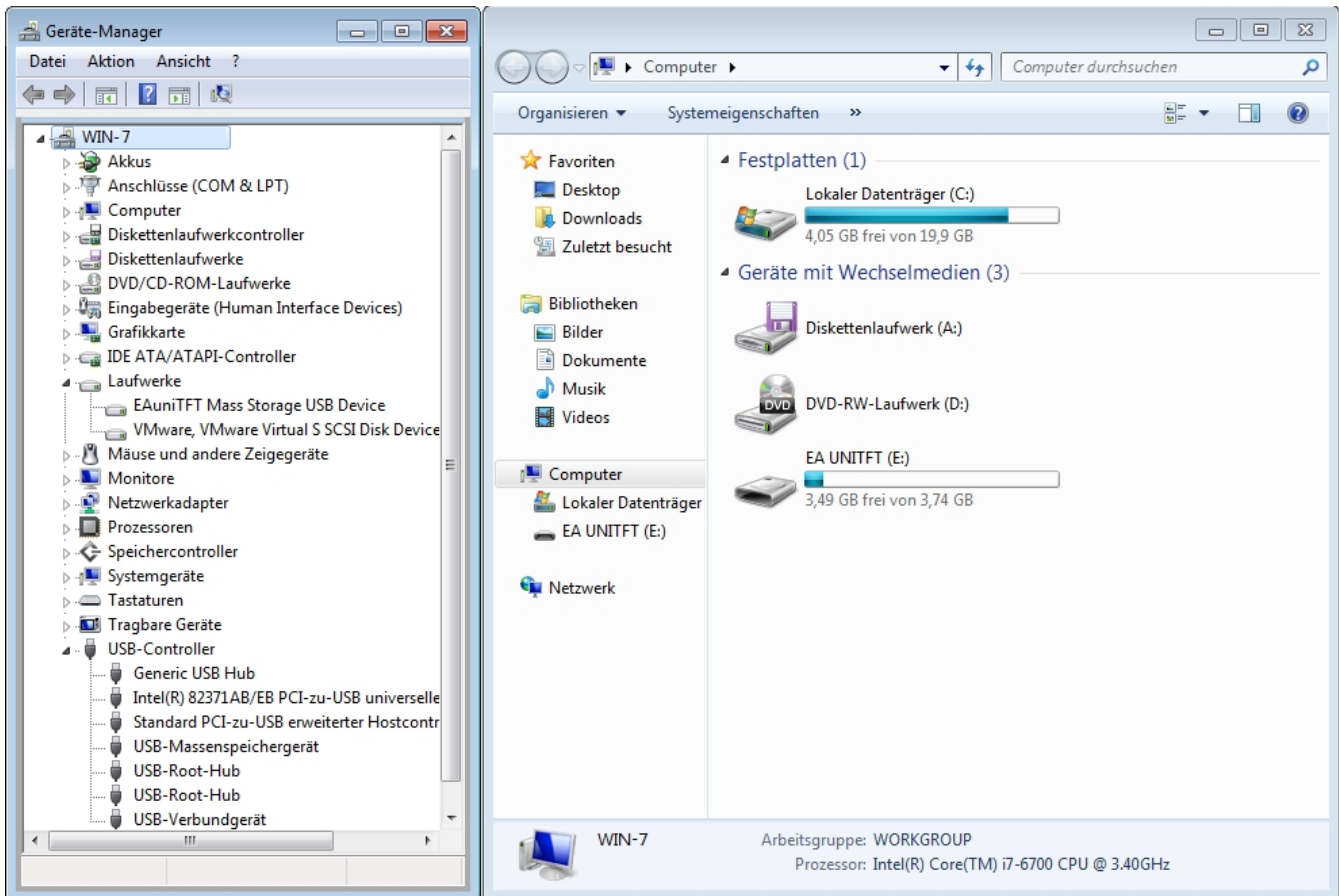 Geräte-Manager
Datei Aktion Ansicht ?
WIN-7
Akkus
Anschlüsse (COM & LPT)
Computer
Diskettenlaufwerkcontroller
Diskettenlaufwerke
DVD/CD-ROM-Laufwerke
Eingabegeräte (Human Interface Devices)
Grafikkarte
IDE ATA/ATAPI-Controller
Laufwerke
EAuniTFT Mass Storage USB Device
VMware, VMware Virtual S SCSI Disk Device
Mäuse und andere Zeigegeräte
Monitore
Netzwerkadapter
Prozessoren
Speichercontroller
Systemgeräte
Tastaturen
Tragbare Geräte
USB-Controller
Generic USB Hub
Intel(R) 82371AB/EB PCI-zu-USB universelle
Standard PCI-zu-USB erweiterter Hostcontr
USB-Massenspeichergerät
USB-Root-Hub
USB-Root-Hub
USB-Verbundgerät
Computer
Computer durchsuchen
Organisieren Systemeigenschaften »
Favoriten
Desktop
Downloads
Zuletzt besucht
Bibliotheken
Bilder
Dokumente
Musik
Videos
Computer
Lokaler Datenträger
EA UNITFT (E:)
Netzwerk
Festplatten (1)
Lokaler Datenträger (C:)
4,05 GB frei von 19,9 GB
Geräte mit Wechselmedien (3)
Diskettenlaufwerk (A:)
DVD
DVD-RW-Laufwerk (D:)
EA UNITFT (E:)
3,49 GB frei von 3,74 GB
WIN-7 Arbeitsgruppe: WORKGROUP
Prozessor: Intel(R) Core(TM) i7-6700 CPU @ 3.40GHz